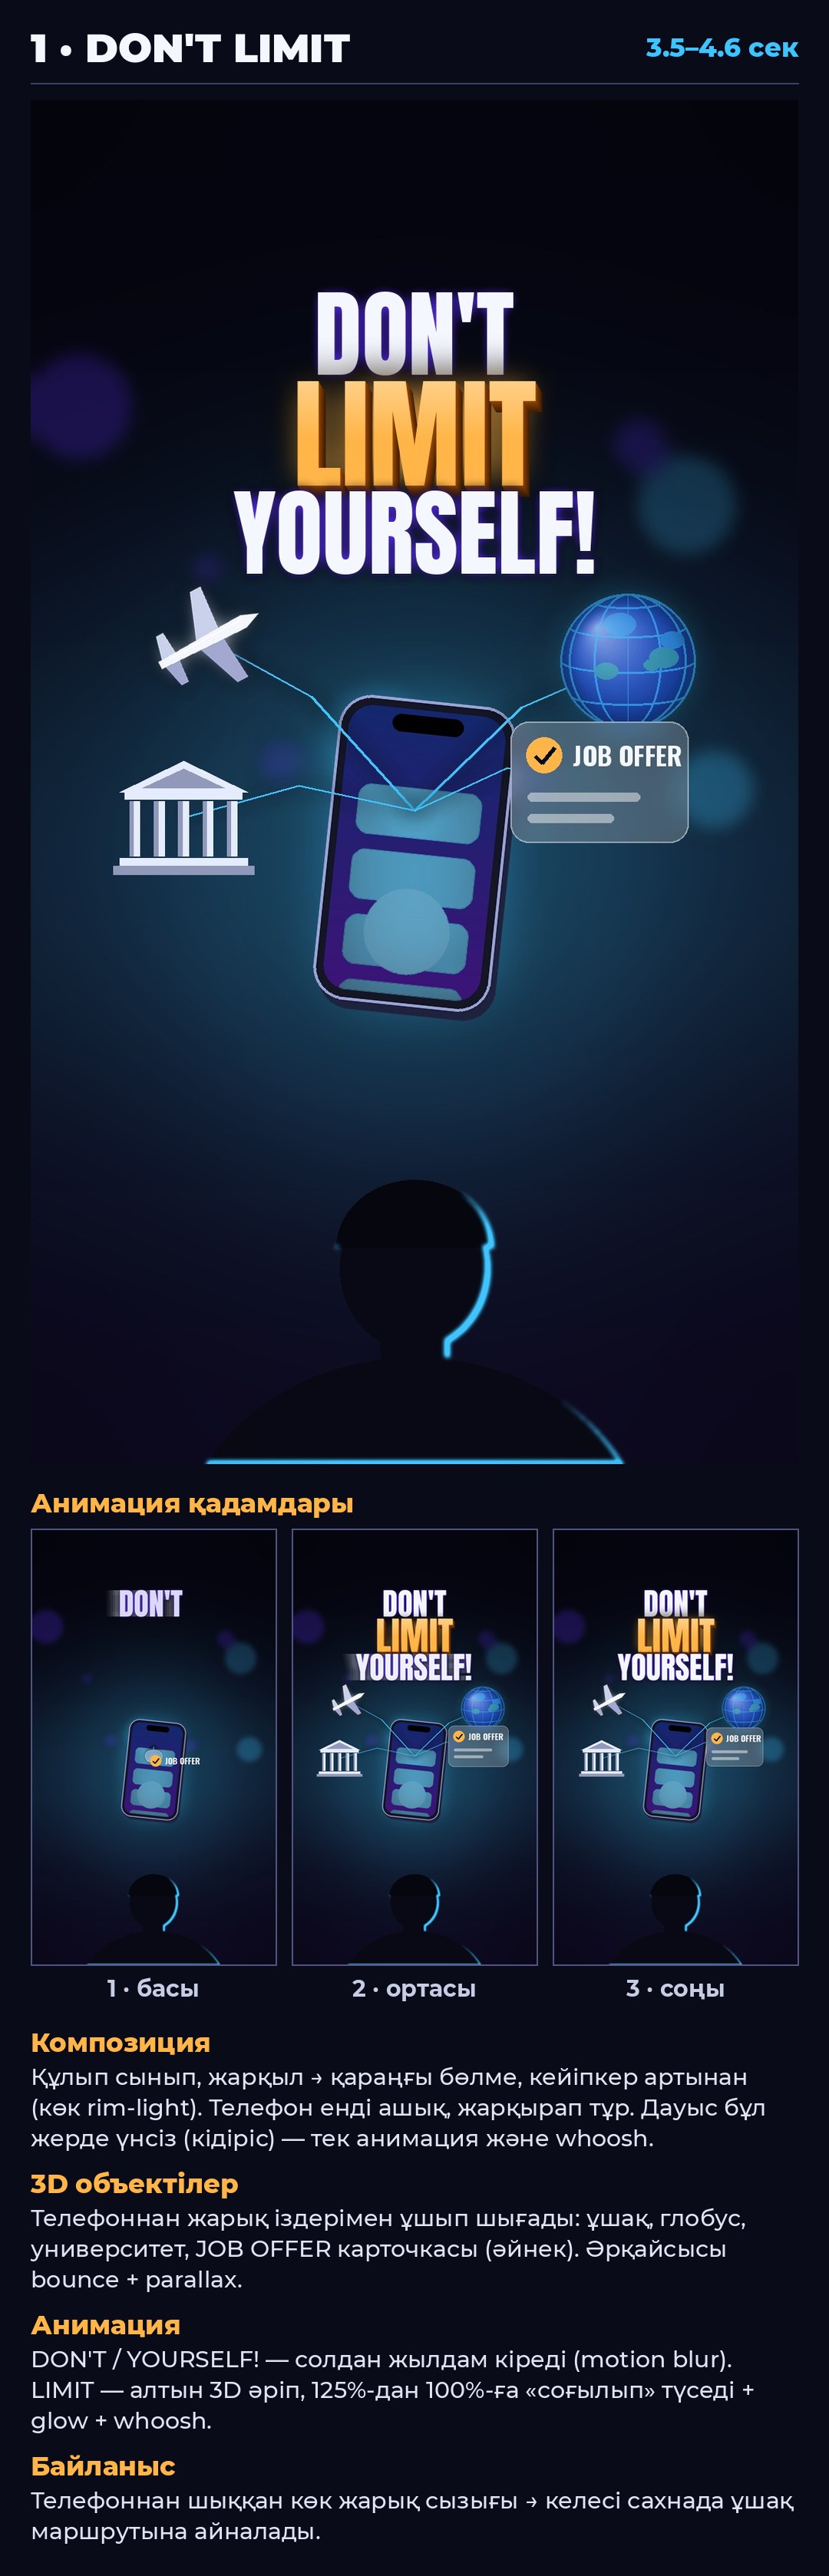 1 • DON'T LIMIT
3.5–4.6 сек
DON'T
LIMIT
YOURSELF!
JOB OFFER
Анимация қадамдары
DON'T
JOB OFFER
DON'T
LIMIT
YOURSELF!
JOB OFFER
DON'T
LIMIT
YOURSELF!
JOB OFFER
1 • басы
2 • ортасы
3 • соңы
Композиция
Құлып сынып, жарқыл → қараңғы бөлме, кейіпкер артынан
(көк rim-light). Телефон енді ашық, жарқырап тұр. Дауыс бұл
жерде үнсіз (кідіріс) — тек анимация және whoosh.
3D объектілер
Телефоннан жарық іздерімен ұшып шығады: ұшақ, глобус,
университет, JOB OFFER карточкасы (әйнек). Әрқайсысы
bounce + parallax.
Анимация
DON'T / YOURSELF! — солдан жылдам кіреді (motion blur).
LIMIT — алтын 3D әріп, 125%-дан 100%-ға «соғылып» түседі +
glow + whoosh.
Байланыс
Телефоннан шыққан көк жарық сызығы → келесі сахнада ұшақ
маршрутына айналады.